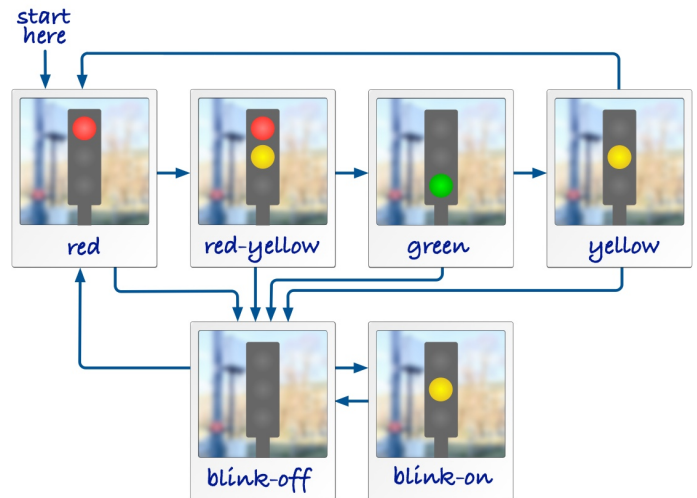 start
here
red
red-yellow
green
yellow
blink-off
blink-on